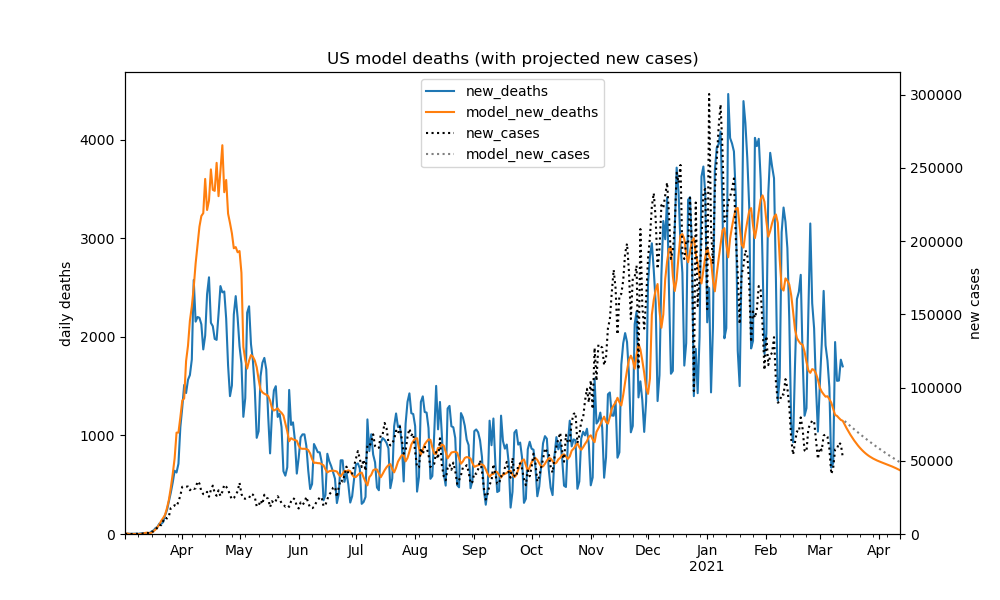 US model deaths (with projected new cases)
new_deaths
model_new_deaths
new_cases
model_new_cases
daily deaths
4000
3000
2000
1000
0
new cases
300000
250000
200000
150000
100000
50000
0
Apr May Jun Jul Aug Sep Oct Nov Dec Jan Feb Mar Apr
2021